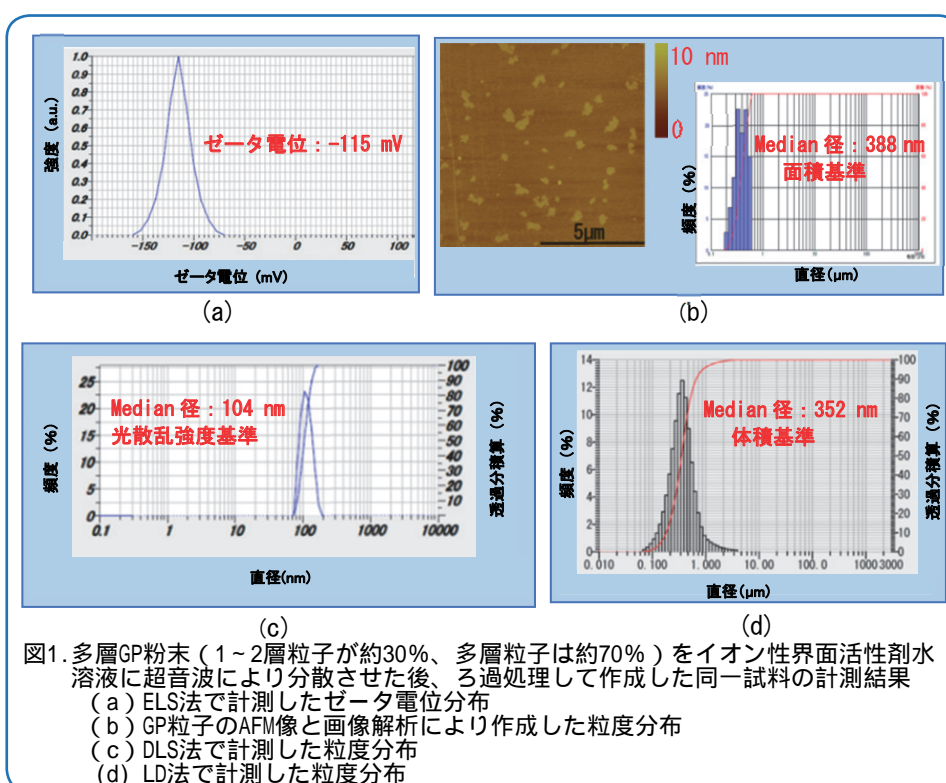 1.0
0.9
0.8
0.7
0.6
0.5
0.4
0.3
0.2
0.1
0.0
強度 (a.u.)
ゼータ電位:-115 mV
-150 -100 -50 0 50 100
ゼータ電位 (mV)
(a)
10 nm
0
5μm
Median 径:388 nm
面積基準
頻度 (%)
直径(μm)
(b)
25
20
15
10
5
0
頻度 (%)
Median 径:104 nm
光散乱強度基準
100
90
80
70
60
50
40
30
20
10
透過分積算 (%)
0.1 1 10 100 1000 10000
直径(nm)
(c)
14
12
10
8
6
4
2
0
頻度 (%)
Median 径:352 nm
体積基準
100
90
80
70
60
50
40
30
20
10
0
透過分積算 (%)
0.010 0.100 1.000 10.00 100.0 1000 3000
直径(μm)
(d)
図1.多層GP粉末(1~2層粒子が約30%、多層粒子は約70%)をイオン性界面活性剤水
溶液に超音波により分散させた後、ろ過処理して作成した同一試料の計測結果
(a)ELS法で計測したゼータ電位分布
(b)GP粒子のAFM像と画像解析により作成した粒度分布
(c)DLS法で計測した粒度分布
(d) LD法で計測した粒度分布